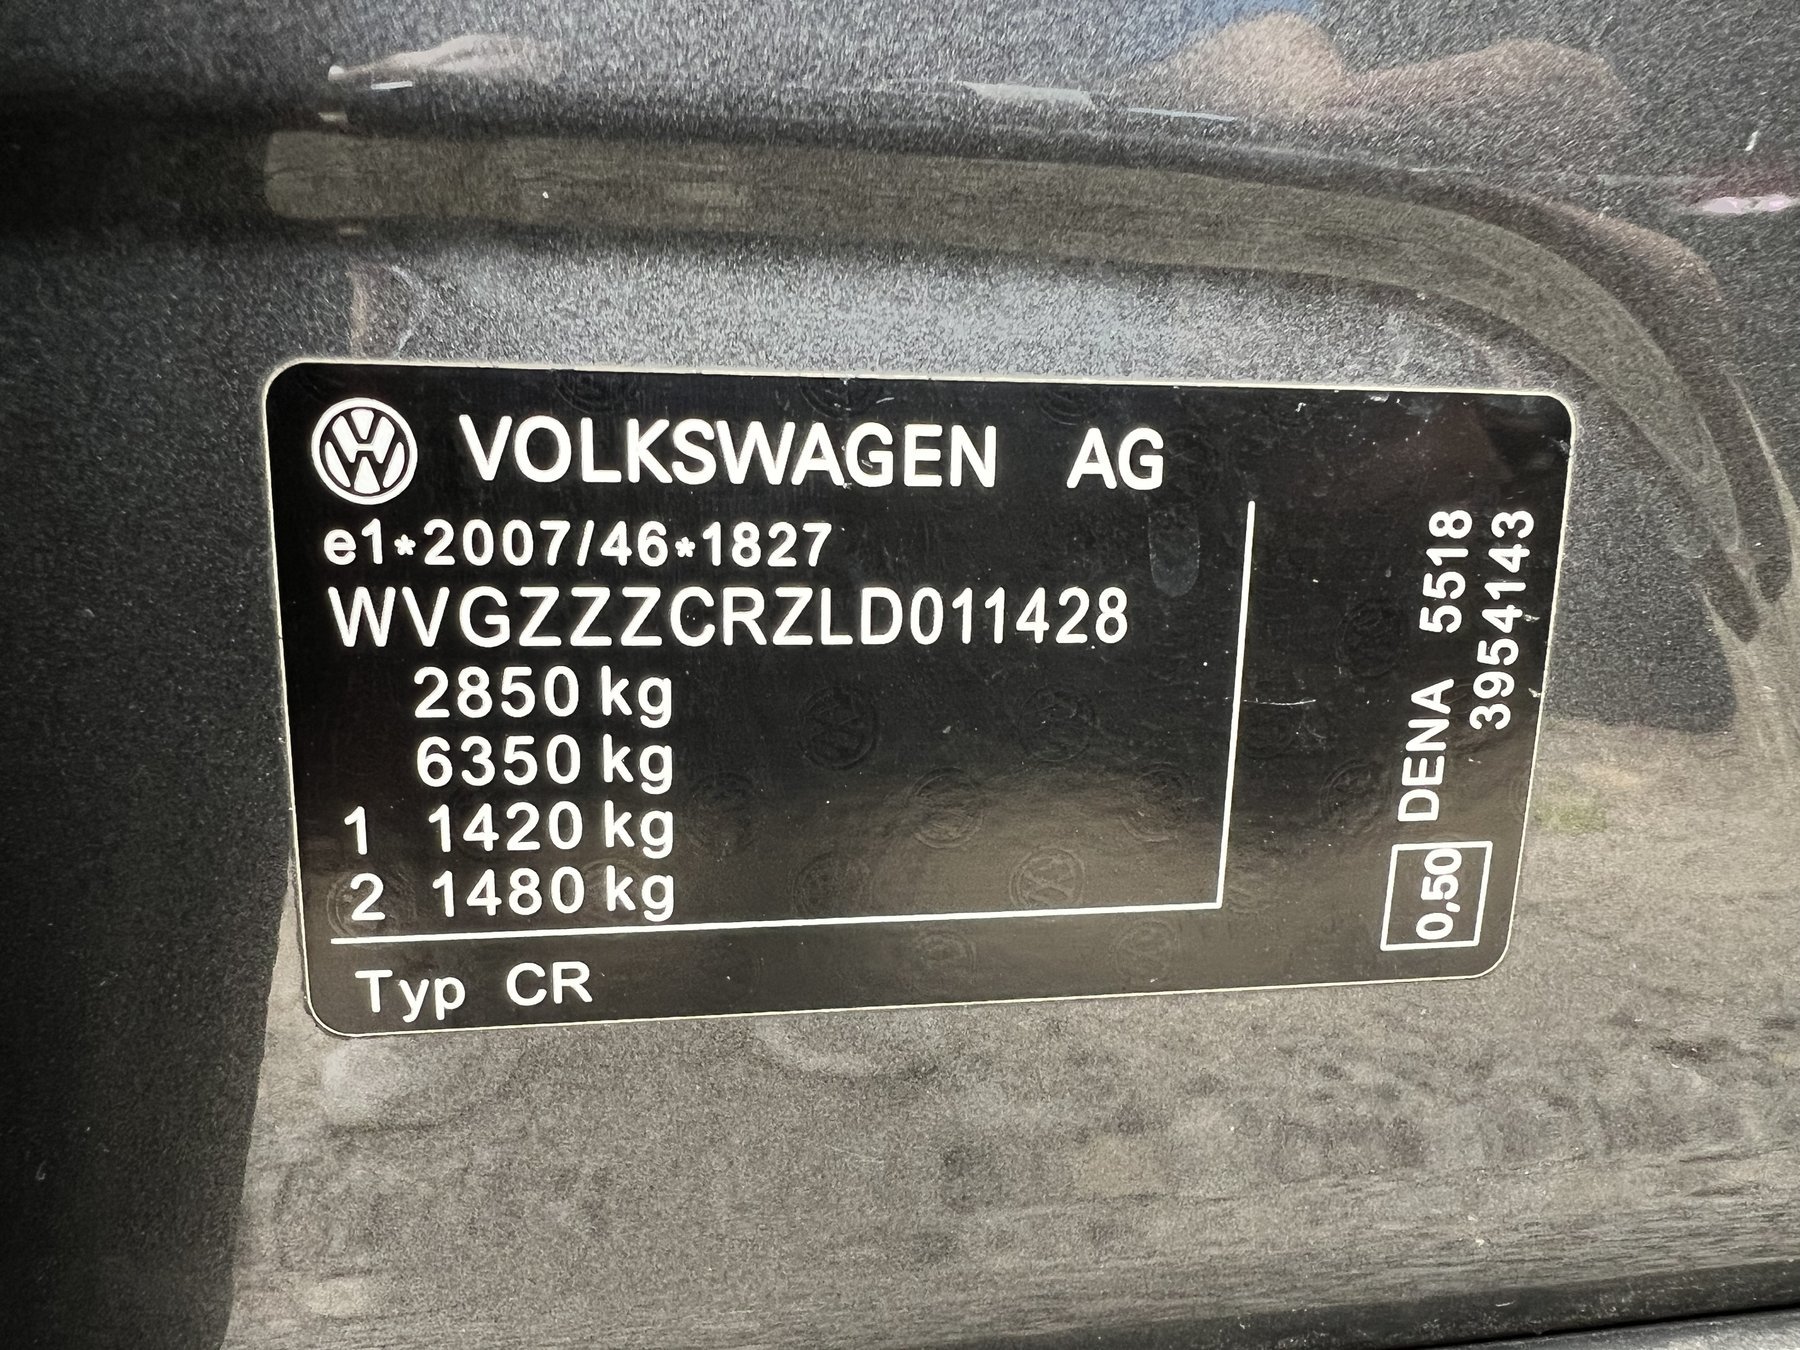 VOLKSWAGEN AG
e1*2007/46*1827
WVGZZZCRZLD011428
2850 kg
6350 kg
1 1420 kg
2 1480 kg
Typ CR
0,50 DENA 5518
3954143